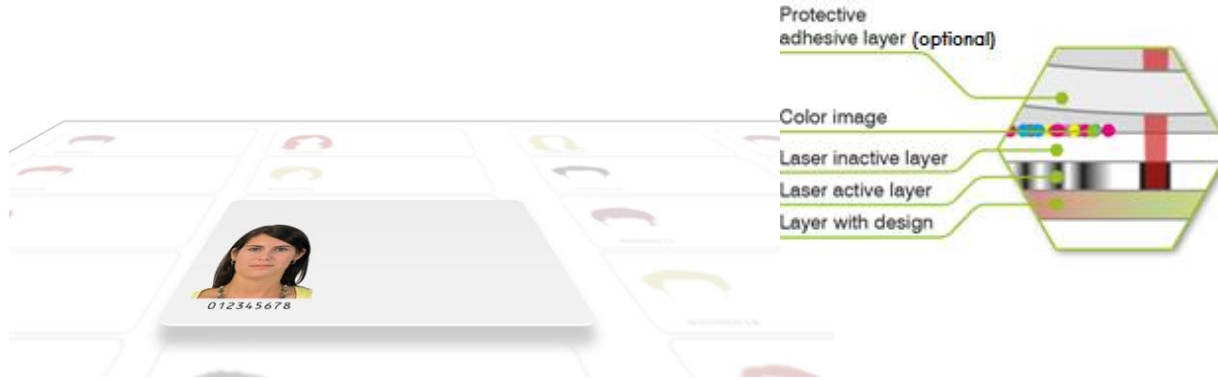 Protective
adhesive layer (optional)
Color image
Laser inactive layer
Laser active layer
Layer with design
012345678